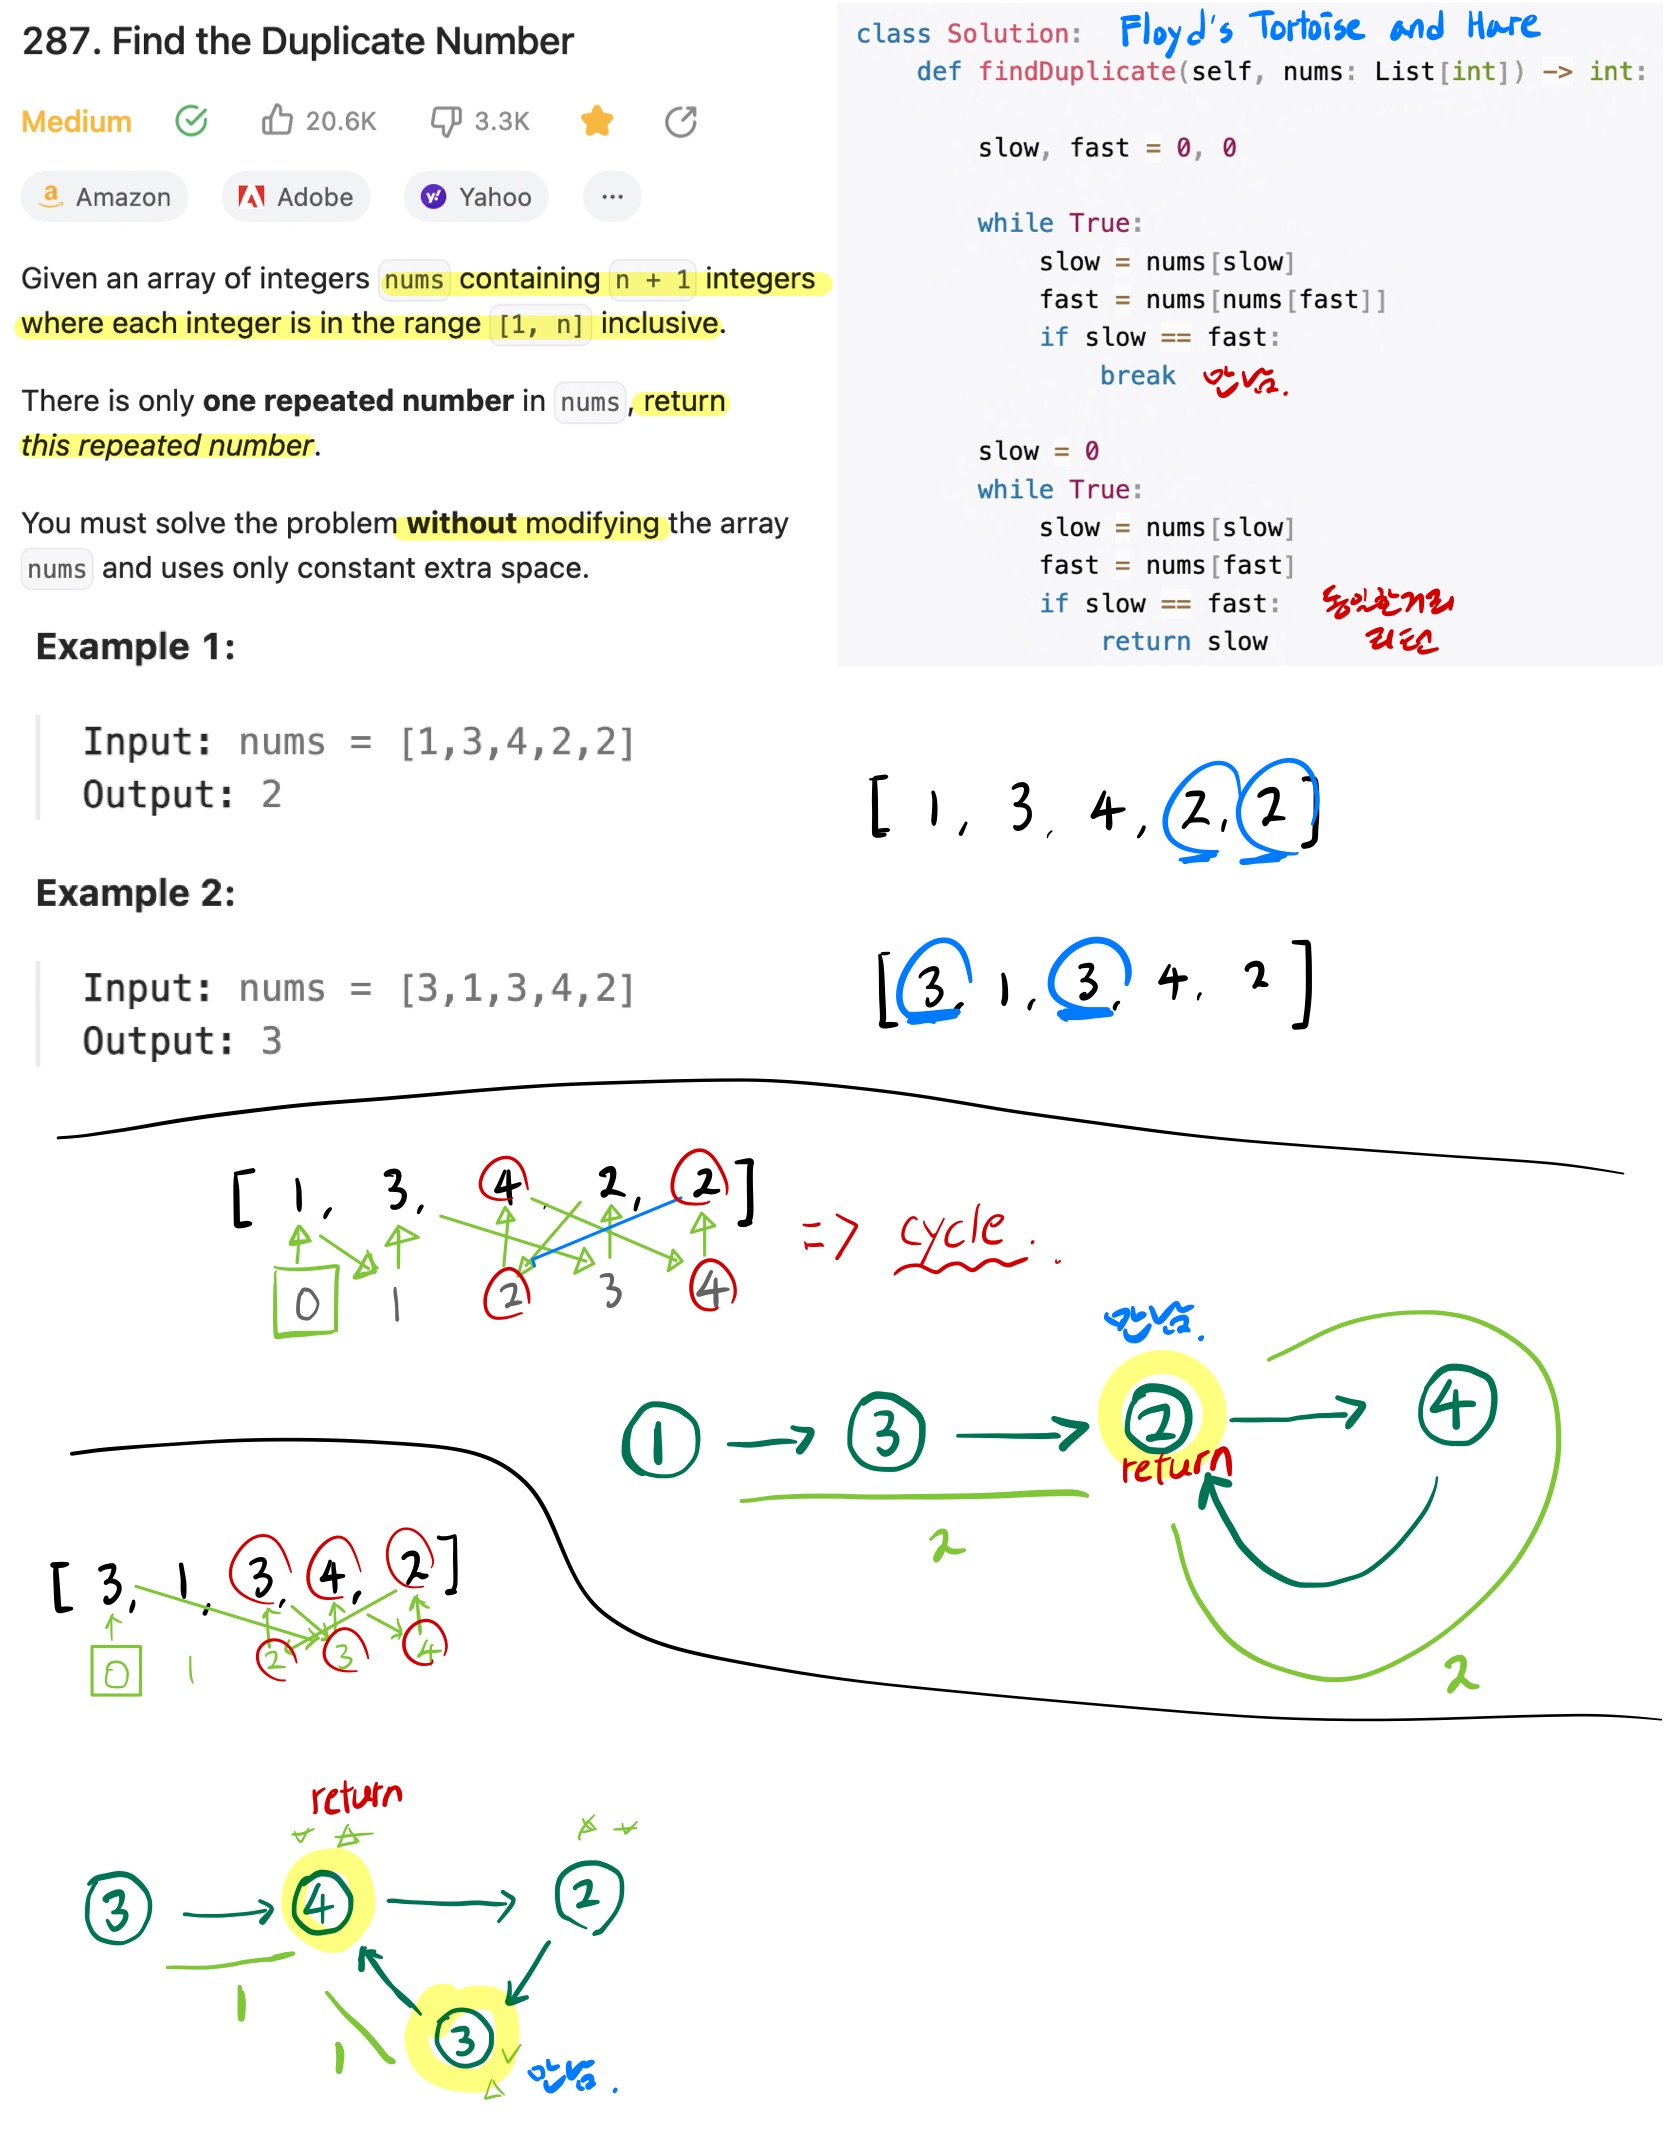 287. Find the Duplicate Number
Medium 20.6K 3.3K
Amazon Adobe Yahoo ...
Given an array of integers nums containing n + 1 integers
where each integer is in the range [1, n] inclusive.
There is only one repeated number in nums, return
this repeated number.
You must solve the problem without modifying the array
nums and uses only constant extra space.
Example 1:
Input: nums = [1,3,4,2,2]
Output: 2
Example 2:
Input: nums = [3,1,3,4,2]
Output: 3
class Solution: Floyd's Tortoise and Hare
def findDuplicate(self, nums: List[int]) -> int:
slow, fast = 0, 0
while True:
slow = nums[slow]
fast = nums[nums[fast]]
if slow == fast:
break 만남.
slow = 0
while True:
slow = nums[slow]
fast = nums[fast]
if slow == fast: 동일한거리
return slow 리턴
[ 1, 3, 4, 2, 2 ]
[ 3, 1, 3, 4, 2 ]
[ 1, 3, 4, 2, 2 ] => cycle.
0 1 2 3 4
만남.
1 3 2 4
return
2
2
[ 3, 1, 3, 4, 2 ]
0 1 2 3 4
return
3 4 2
1
1
3
만남.